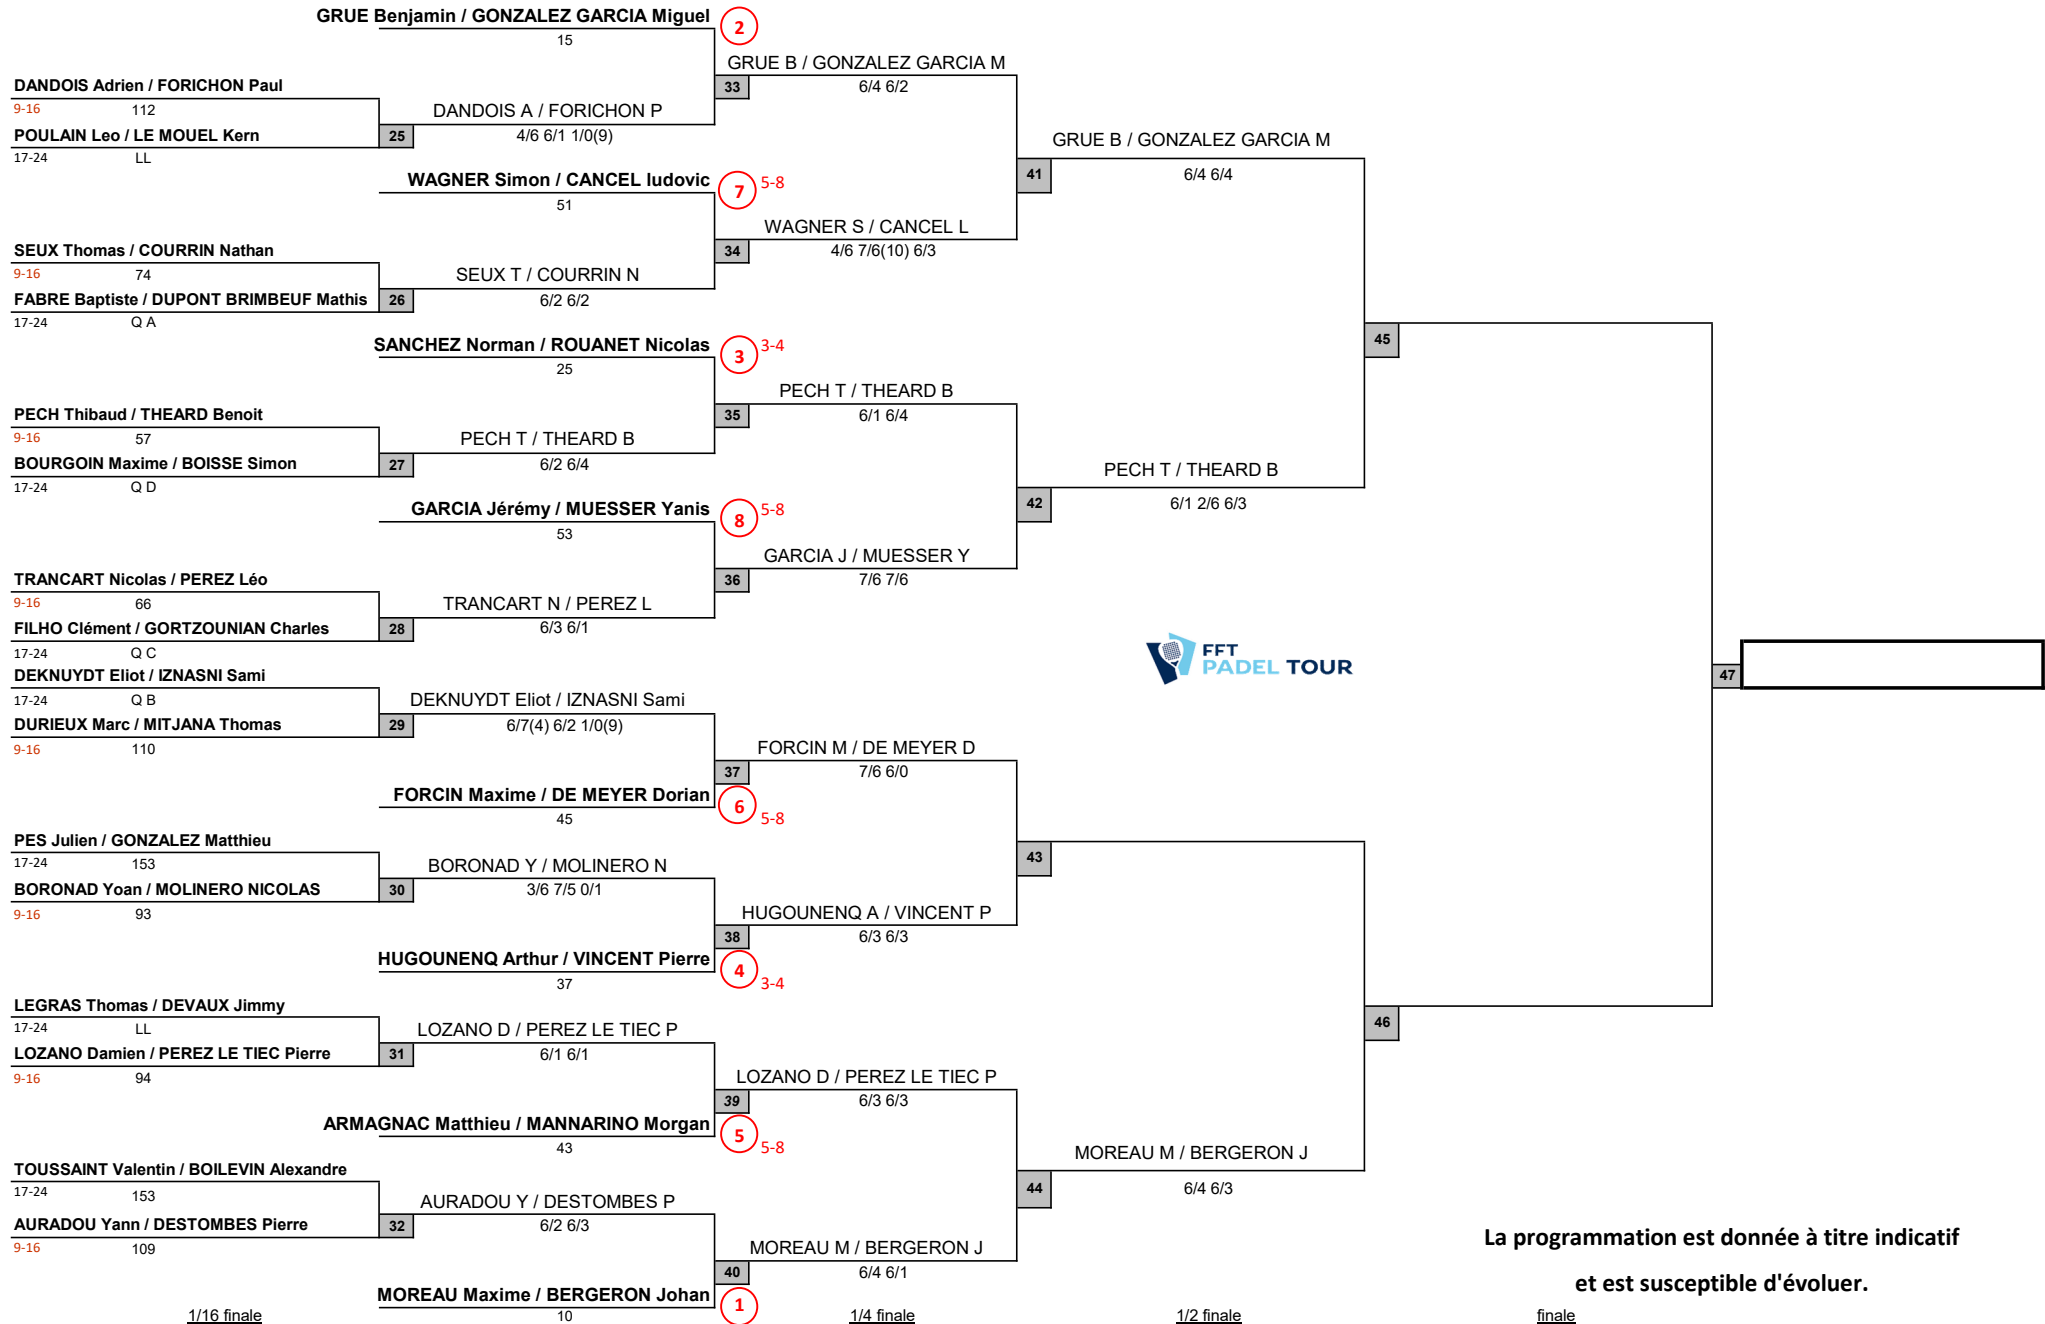 GRUE Benjamin / GONZALEZ GARCIA Miguel
2
15
GRUE B / GONZALEZ GARCIA M
33
6/4 6/2
DANDOIS Adrien / FORICHON Paul
9-16 112
DANDOIS A / FORICHON P
POULAIN Leo / LE MOUEL Kern
25
4/6 6/1 1/0(9)
17-24 LL
GRUE B / GONZALEZ GARCIA M
41
6/4 6/4
WAGNER Simon / CANCEL ludovic
7
5-8
51
WAGNER S / CANCEL L
34
4/6 7/6(10) 6/3
SEUX Thomas / COURRIN Nathan
9-16 74
SEUX T / COURRIN N
FABRE Baptiste / DUPONT BRIMBEUF Mathis
26
6/2 6/2
17-24 Q A
45
SANCHEZ Norman / ROUANET Nicolas
3
3-4
25
PECH T / THEARD B
35
6/1 6/4
PECH Thibaud / THEARD Benoit
9-16 57
PECH T / THEARD B
BOURGOIN Maxime / BOISSE Simon
27
6/2 6/4
17-24 Q D
PECH T / THEARD B
42
6/1 2/6 6/3
GARCIA Jérémy / MUESSER Yanis
8
5-8
53
GARCIA J / MUESSER Y
36
7/6 7/6
TRANCART Nicolas / PEREZ Léo
9-16 66
TRANCART N / PEREZ L
FILHO Clément / GORTZOUNIAN Charles
28
6/3 6/1
17-24 Q C
FFT
PADEL TOUR
47
DEKNUYDT Eliot / IZNASNI Sami
17-24 Q B
DEKNUYDT Eliot / IZNASNI Sami
DURIEUX Marc / MITJANA Thomas
29
6/7(4) 6/2 1/0(9)
9-16 110
FORCIN M / DE MEYER D
37
7/6 6/0
FORCIN Maxime / DE MEYER Dorian
6
5-8
45
PES Julien / GONZALEZ Matthieu
17-24 153
BORONAD Y / MOLINERO N
BORONAD Yoan / MOLINERO NICOLAS
30
3/6 7/5 0/1
9-16 93
43
HUGOUNENQ A / VINCENT P
38
6/3 6/3
HUGOUNENQ Arthur / VINCENT Pierre
4
3-4
37
LEGRAS Thomas / DEVAUX Jimmy
17-24 LL
LOZANO D / PEREZ LE TIEC P
LOZANO Damien / PEREZ LE TIEC Pierre
31
6/1 6/1
9-16 94
46
LOZANO D / PEREZ LE TIEC P
39
6/3 6/3
ARMAGNAC Matthieu / MANNARINO Morgan
5
5-8
43
MOREAU M / BERGERON J
44
6/4 6/3
TOUSSAINT Valentin / BOILEVIN Alexandre
17-24 153
AURADOU Y / DESTOMBES P
AURADOU Yann / DESTOMBES Pierre
32
6/2 6/3
9-16 109
MOREAU M / BERGERON J
40
6/4 6/1
MOREAU Maxime / BERGERON Johan
1
10
La programmation est donnée à titre indicatif
et est susceptible d'évoluer.
1/16 finale
1/4 finale
1/2 finale
finale